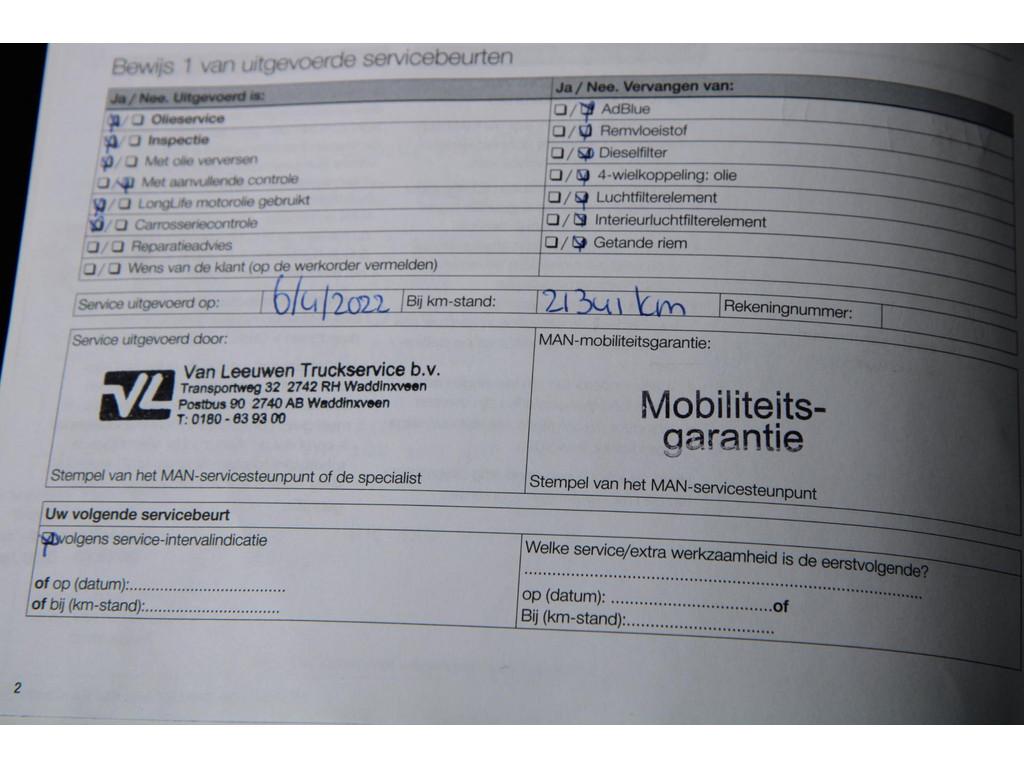 Bewijs 1 van uitgevoerde servicebeurten
Ja / Nee. Uitgevoerd is:
Ja / Nee. Vervangen van:
/ Olieservice
/ AdBlue
/ Inspectie
/ Remvloeistof
/ Met olie verversen
/ Dieselfilter
/ Met aanvullende controle
/ 4-wielkoppeling: olie
/ LongLife motorolie gebruikt
/ Luchtfilterelement
/ Carrosseriecontrole
/ Interieurluchtfilterelement
/ Reparatieadvies
/ Getande riem
/ Wens van de klant (op de werkorder vermelden)
Service uitgevoerd op: 6/4/2022 Bij km-stand: 21341 km Rekeningnummer:
Service uitgevoerd door:
MAN-mobiliteitsgarantie:
VL
Van Leeuwen Truckservice b.v.
Transportweg 32 2742 RH Waddinxveen
Postbus 90 2740 AB Waddinxveen
T: 0180 - 63 93 00
Mobiliteits-
garantie
Stempel van het MAN-servicesteunpunt of de specialist
Stempel van het MAN-servicesteunpunt
Uw volgende servicebeurt
volgens service-intervalindicatie
of op (datum):....................................
of bij (km-stand):...............................
Welke service/extra werkzaamheid is de eerstvolgende?
op (datum): .....................................of
Bij (km-stand):..................................
2